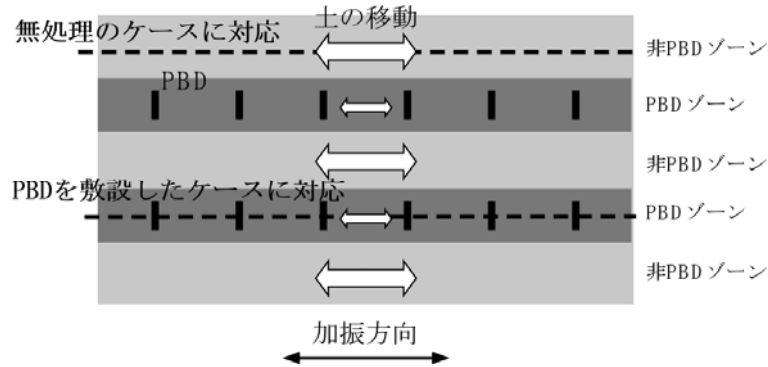 土の移動
無処理のケースに対応
非PBDゾーン
PBD
PBDゾーン
非PBDゾーン
PBDを敷設したケースに対応
PBDゾーン
非PBDゾーン
加振方向